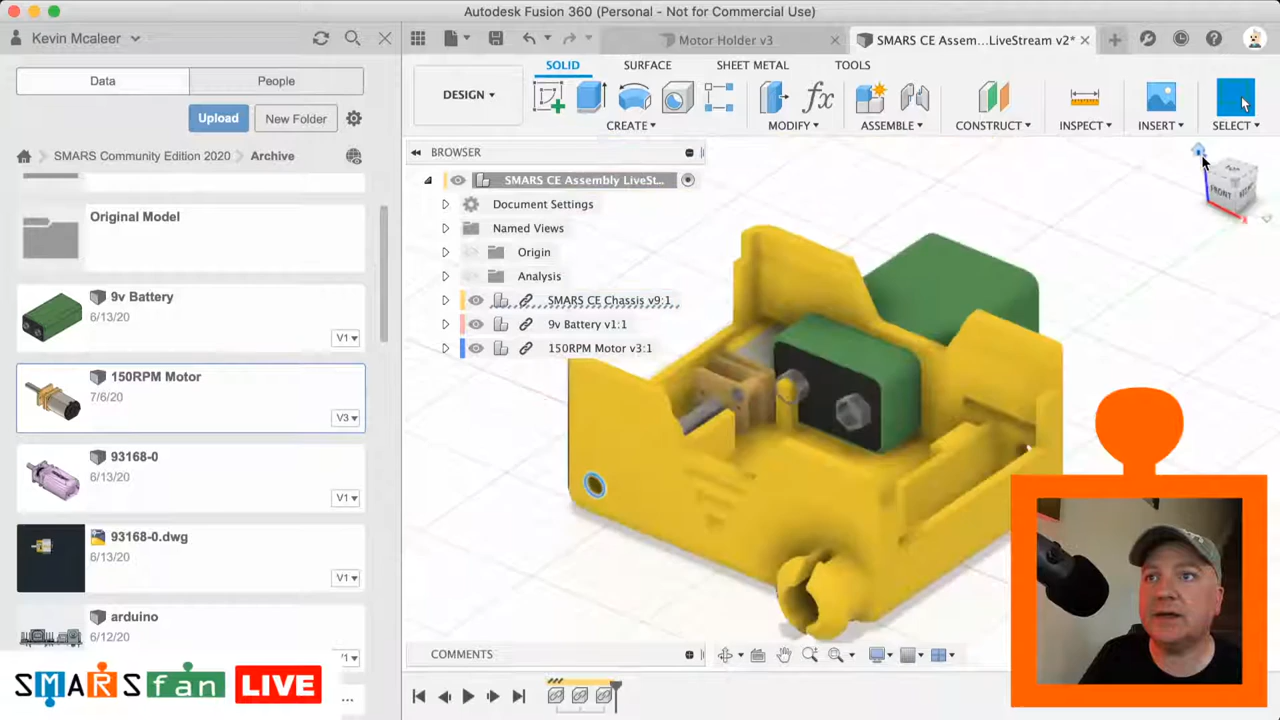 Autodesk Fusion 360 (Personal - Not for Commercial Use)
Kevin Mcaleer
Motor Holder v3
SMARS CE Assem...LiveStream v2*
Data
People
SOLID
SURFACE
SHEET METAL
TOOLS
Upload
New Folder
DESIGN
CREATE
MODIFY
ASSEMBLE
CONSTRUCT
INSPECT
INSERT
SELECT
SMARS Community Edition 2020
Archive
BROWSER
SMARS CE Assembly LiveSt...
Document Settings
Named Views
Origin
Analysis
SMARS CE Chassis v9:1
9v Battery v1:1
150RPM Motor v3:1
TOP
FRONT
Original Model
9v Battery
6/13/20
V1
150RPM Motor
7/6/20
V3
93168-0
6/13/20
V1
93168-0.dwg
6/13/20
V1
arduino
6/12/20
COMMENTS
SMARSfan LIVE